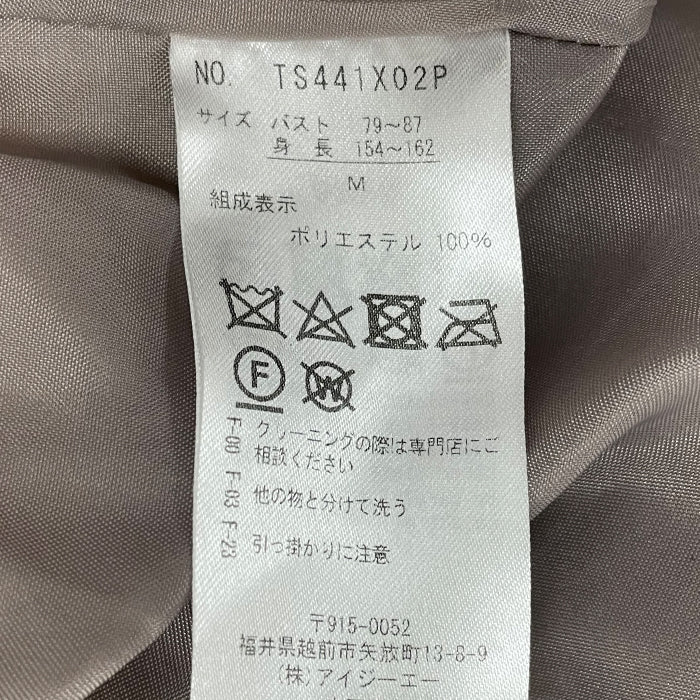 NO. TS441X02P
サイズ バスト 79~87
身長 154~162
M
組成表示
ポリエステル 100%
F
W
F-00 クリーニングの際は専門店にご
相談ください
F-03 他の物と分けて洗う
F-23 引っ掛かりに注意
〒915-0052
福井県越前市矢放町13-8-9
(株)アイジーエー